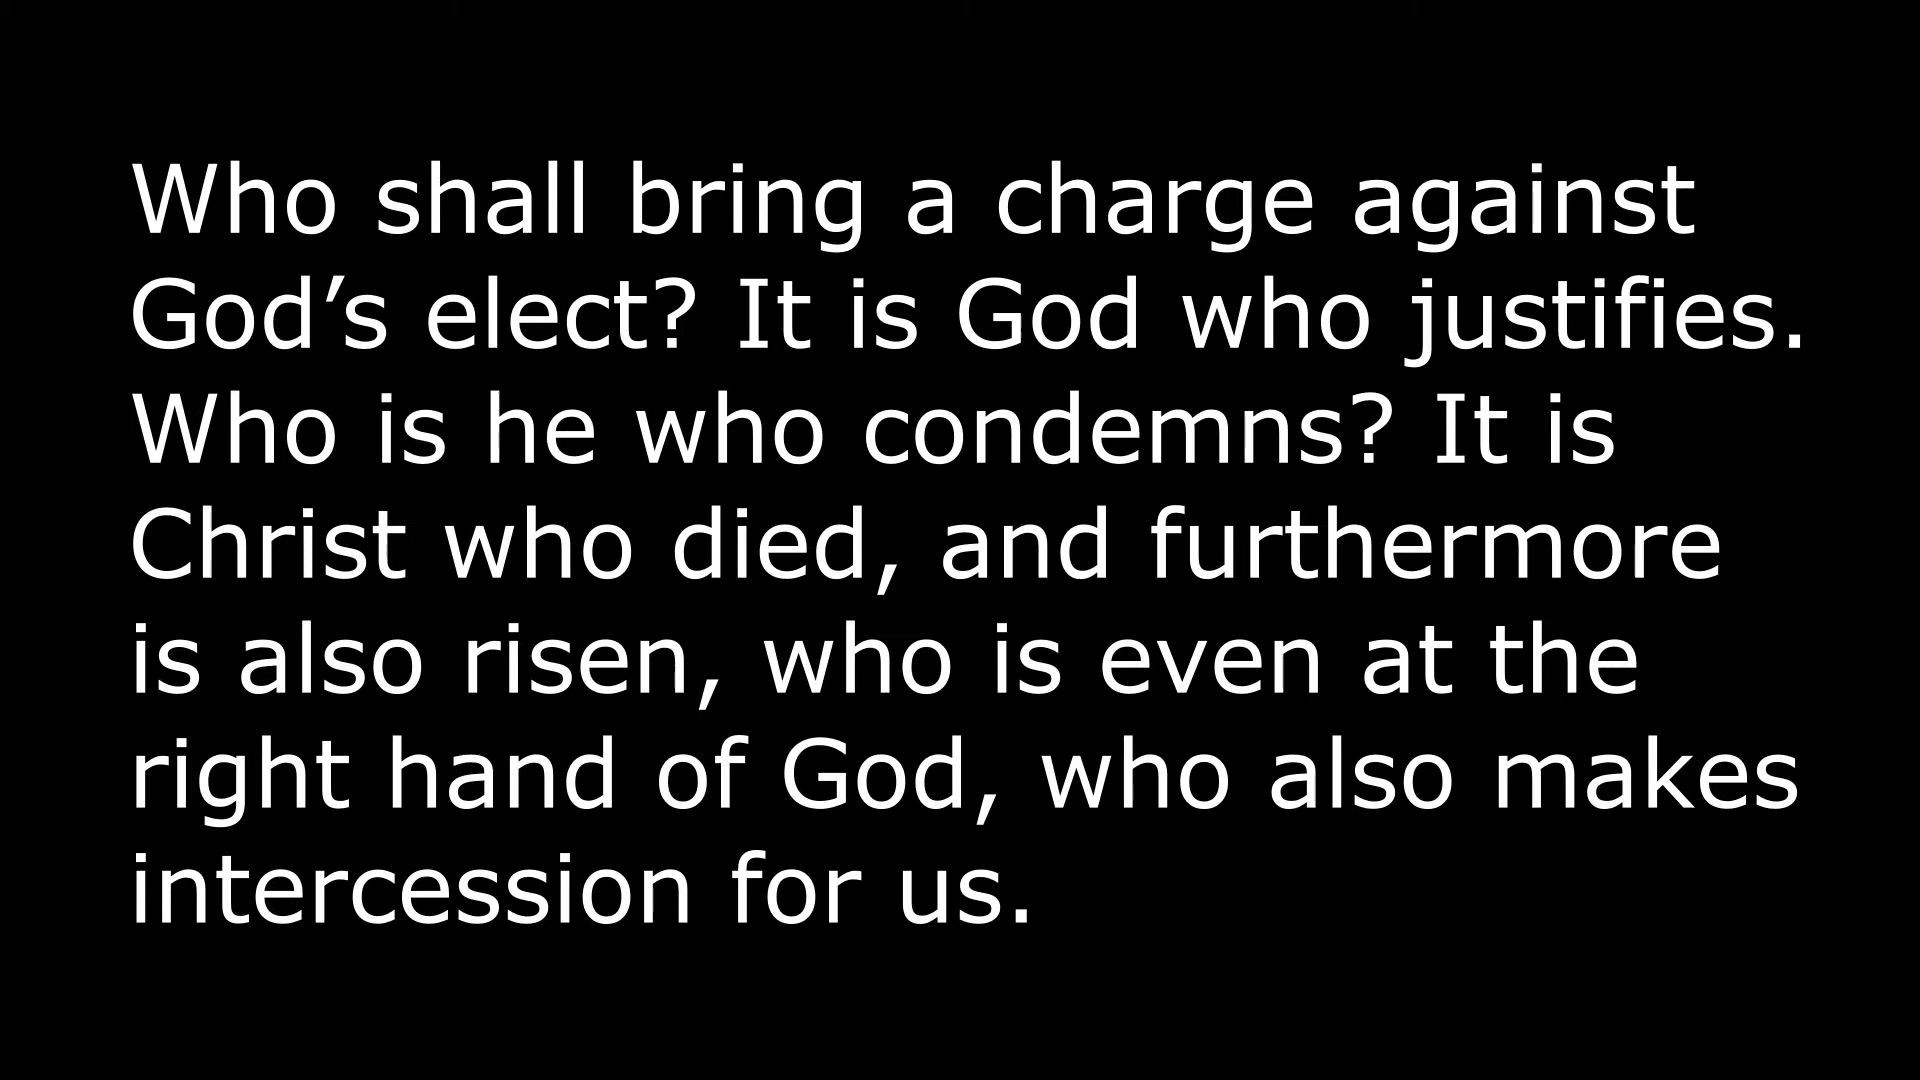 Who shall bring a charge against
God’s elect? It is God who justifies.
Who is he who condemns? It is
Christ who died, and furthermore
is also risen, who is even at the
right hand of God, who also makes
intercession for us.